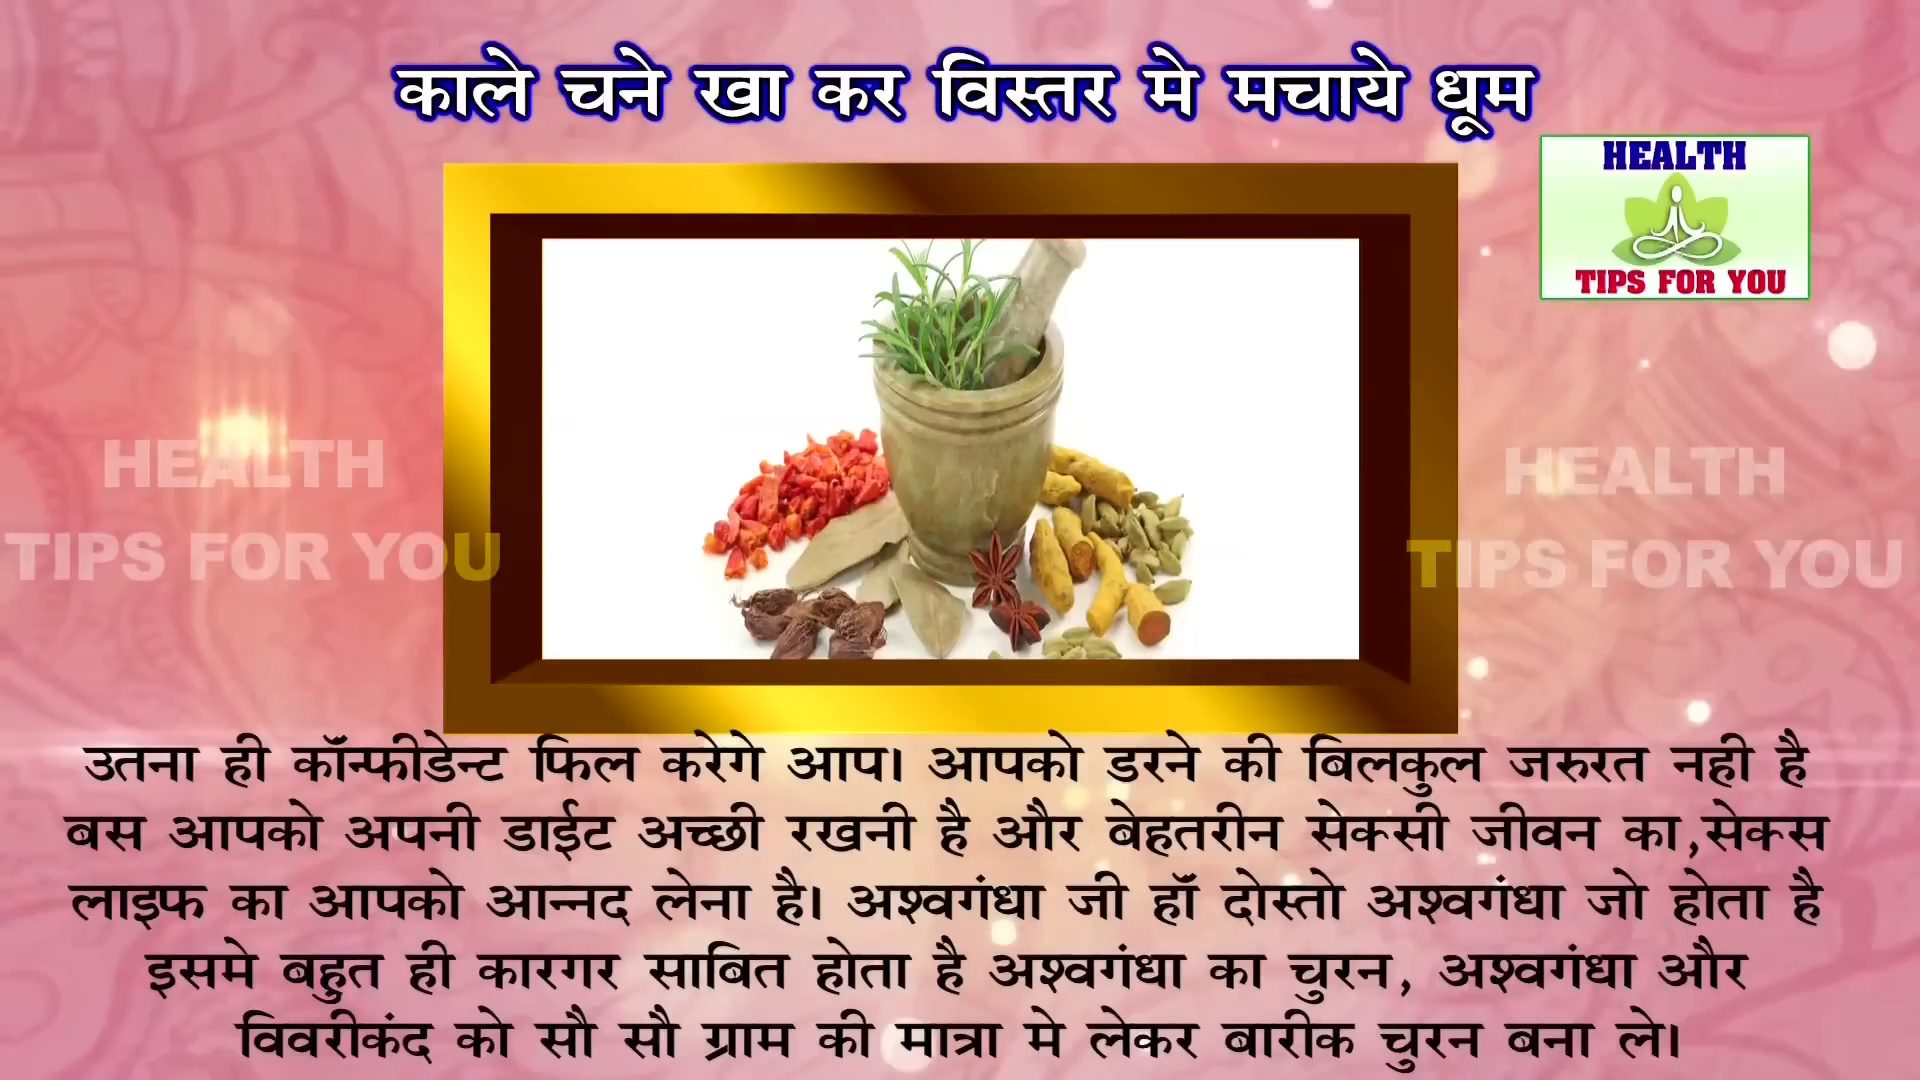 काले चने खा कर विस्तर मे मचाये धूम
HEALTH
TIPS FOR YOU
HEALTH
TIPS FOR YOU
HEALTH
TIPS FOR YOU
उतना ही कॉन्फीडेन्ट फिल करेगे आप। आपको डरने की बिलकुल जरुरत नही है
बस आपको अपनी डाईट अच्छी रखनी है और बेहतरीन सेक्सी जीवन का,सेक्स
लाइफ का आपको आन्नद लेना है। अश्वगंधा जी हॉ दोस्तो अश्वगंधा जो होता है
इसमे बहुत ही कारगर साबित होता है अश्वगंधा का चुरन, अश्वगंधा और
विवरीकंद को सौ सौ ग्राम की मात्रा मे लेकर बारीक चुरन बना ले।